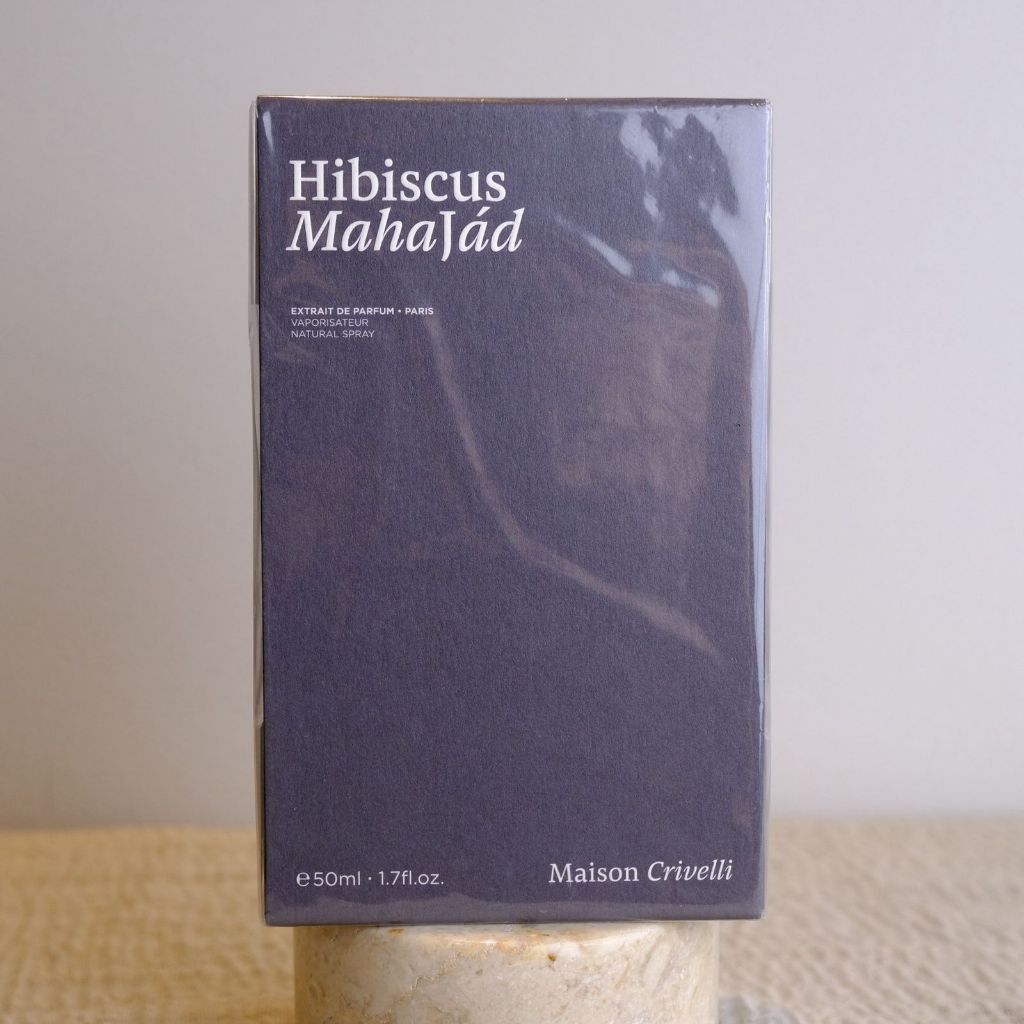 Hibiscus
MahaJád
EXTRAIT DE PARFUM • PARIS
VAPORISATEUR
NATURAL SPRAY
℮50ml · 1.7fl.oz.
Maison Crivelli